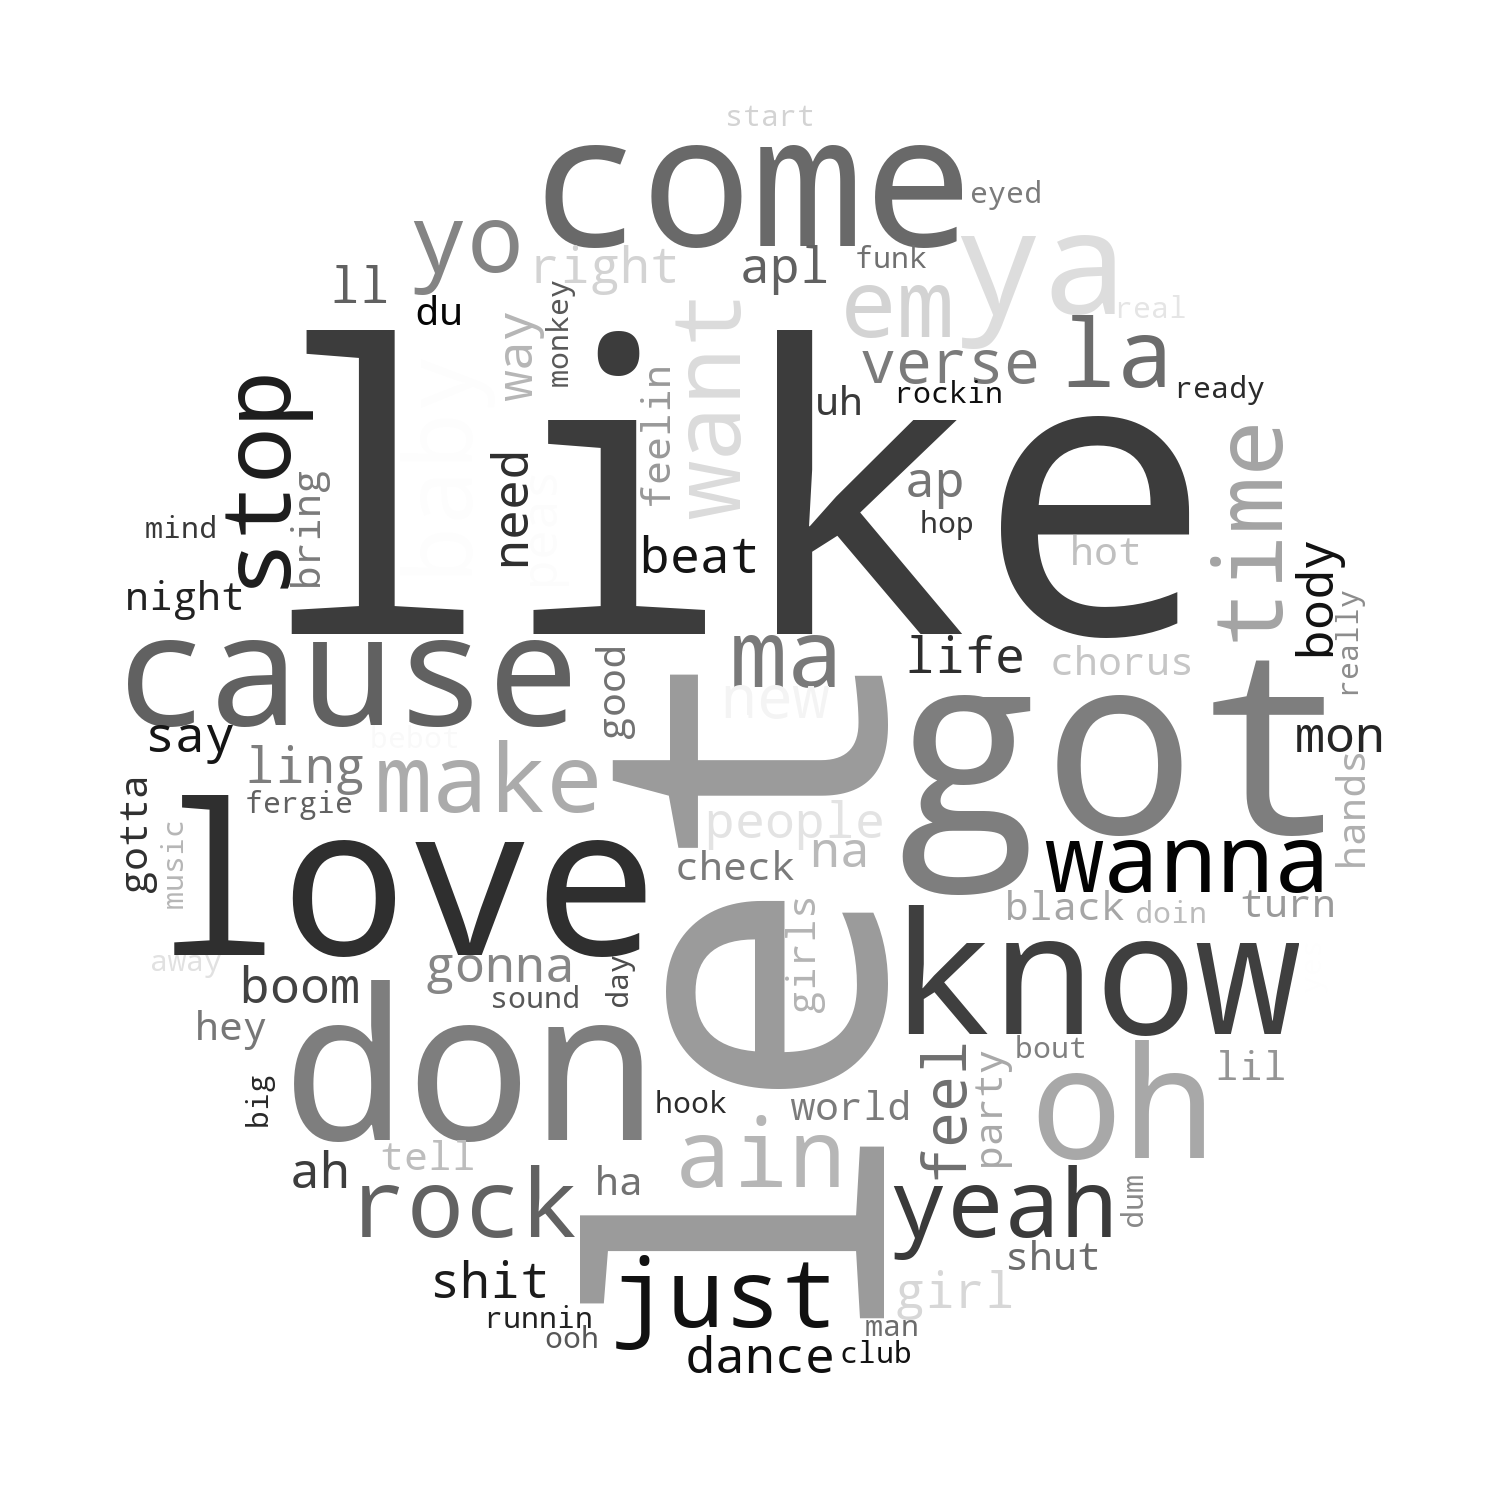 start
come
eyed
yo
right
apl
funk
ya
ll
em
real
du
way
monkey
want
verse
la
like
stop
baby
feelin
uh
rockin
ready
need
peas
ap
time
mind
bring
hop
beat
hot
night
body
really
cause
good
ma
life
chorus
new
got
say
bebot
mon
ling
make
let
hands
fergie
gotta
music
love
people
check
na
wanna
black
doin
turn
girls
know
away
boom
gonna
sound
day
hey
don
big
hook
world
feel
party
bout
oh
lil
ah
tell
ain
rock
ha
yeah
dum
shit
just
shut
girl
runnin
ooh
man
dance
club